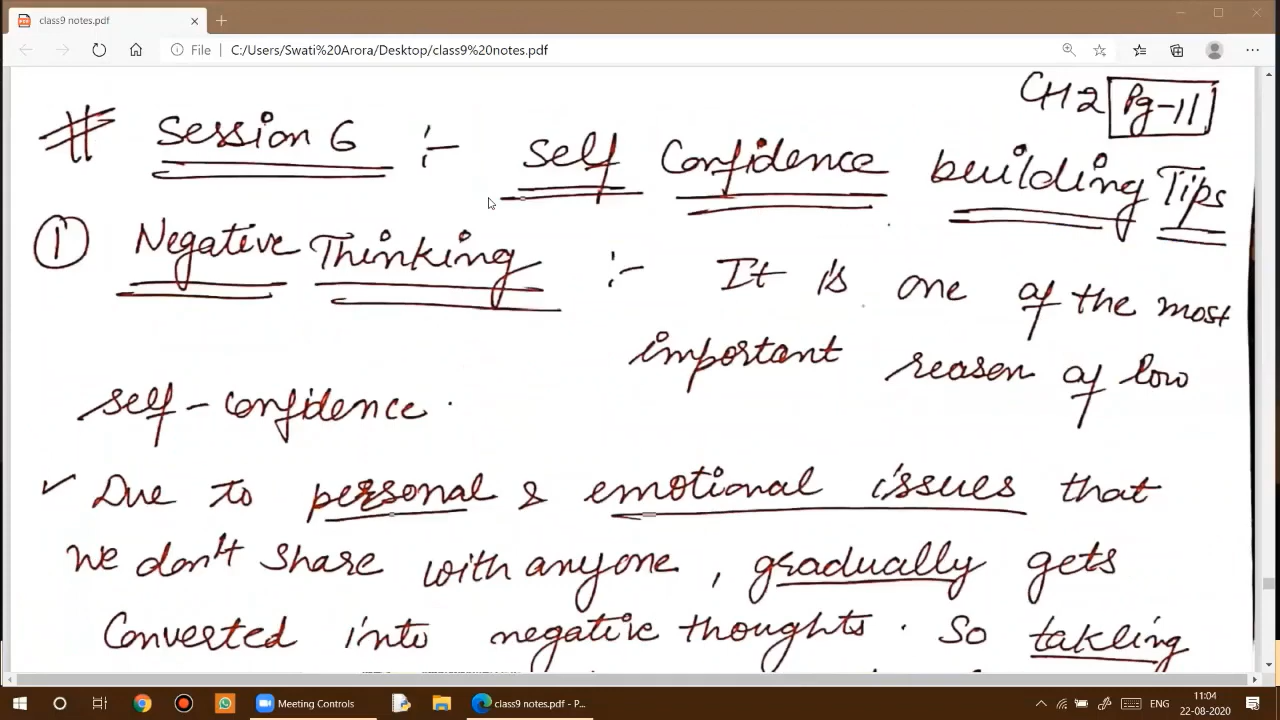 class9 notes.pdf
File C:/Users/Swati%20Arora/Desktop/class9%20notes.pdf
CH2 Pg-11
# Session 6 :- Self Confidence building Tips
① Negative Thinking :- It is one of the most
important reason of low
self-confidence.
✓ Due to personal & emotional issues that
we don't share with anyone, gradually gets
Converted into negative thoughts. So takling
Meeting Controls
class9 notes.pdf - P...
ENG
11:04
22-08-2020